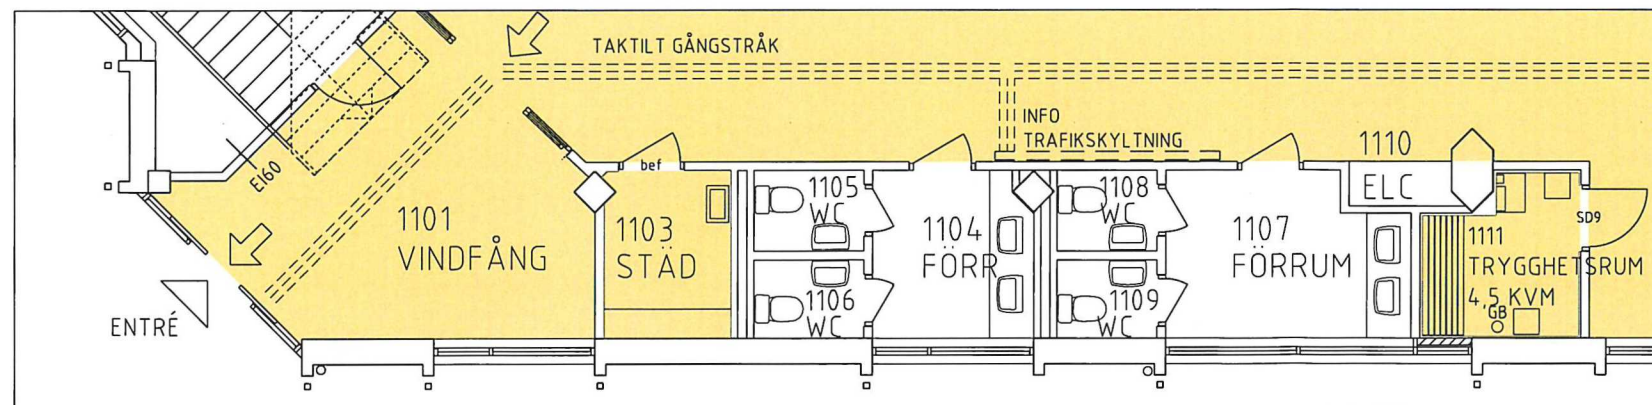 TAKTILT GÅNGSTRÅK
INFO
TRAFIKSKYLTNING
EI60
bef
1101
VINDFÅNG
ENTRÉ
1103
STÄD
1105
WC
1106
WC
1104
FÖRR
1108
WC
1109
WC
1107
FÖRRUM
1110
ELC
SD9
1111
TRYGGHETSRUM
4,5 KVM
GB